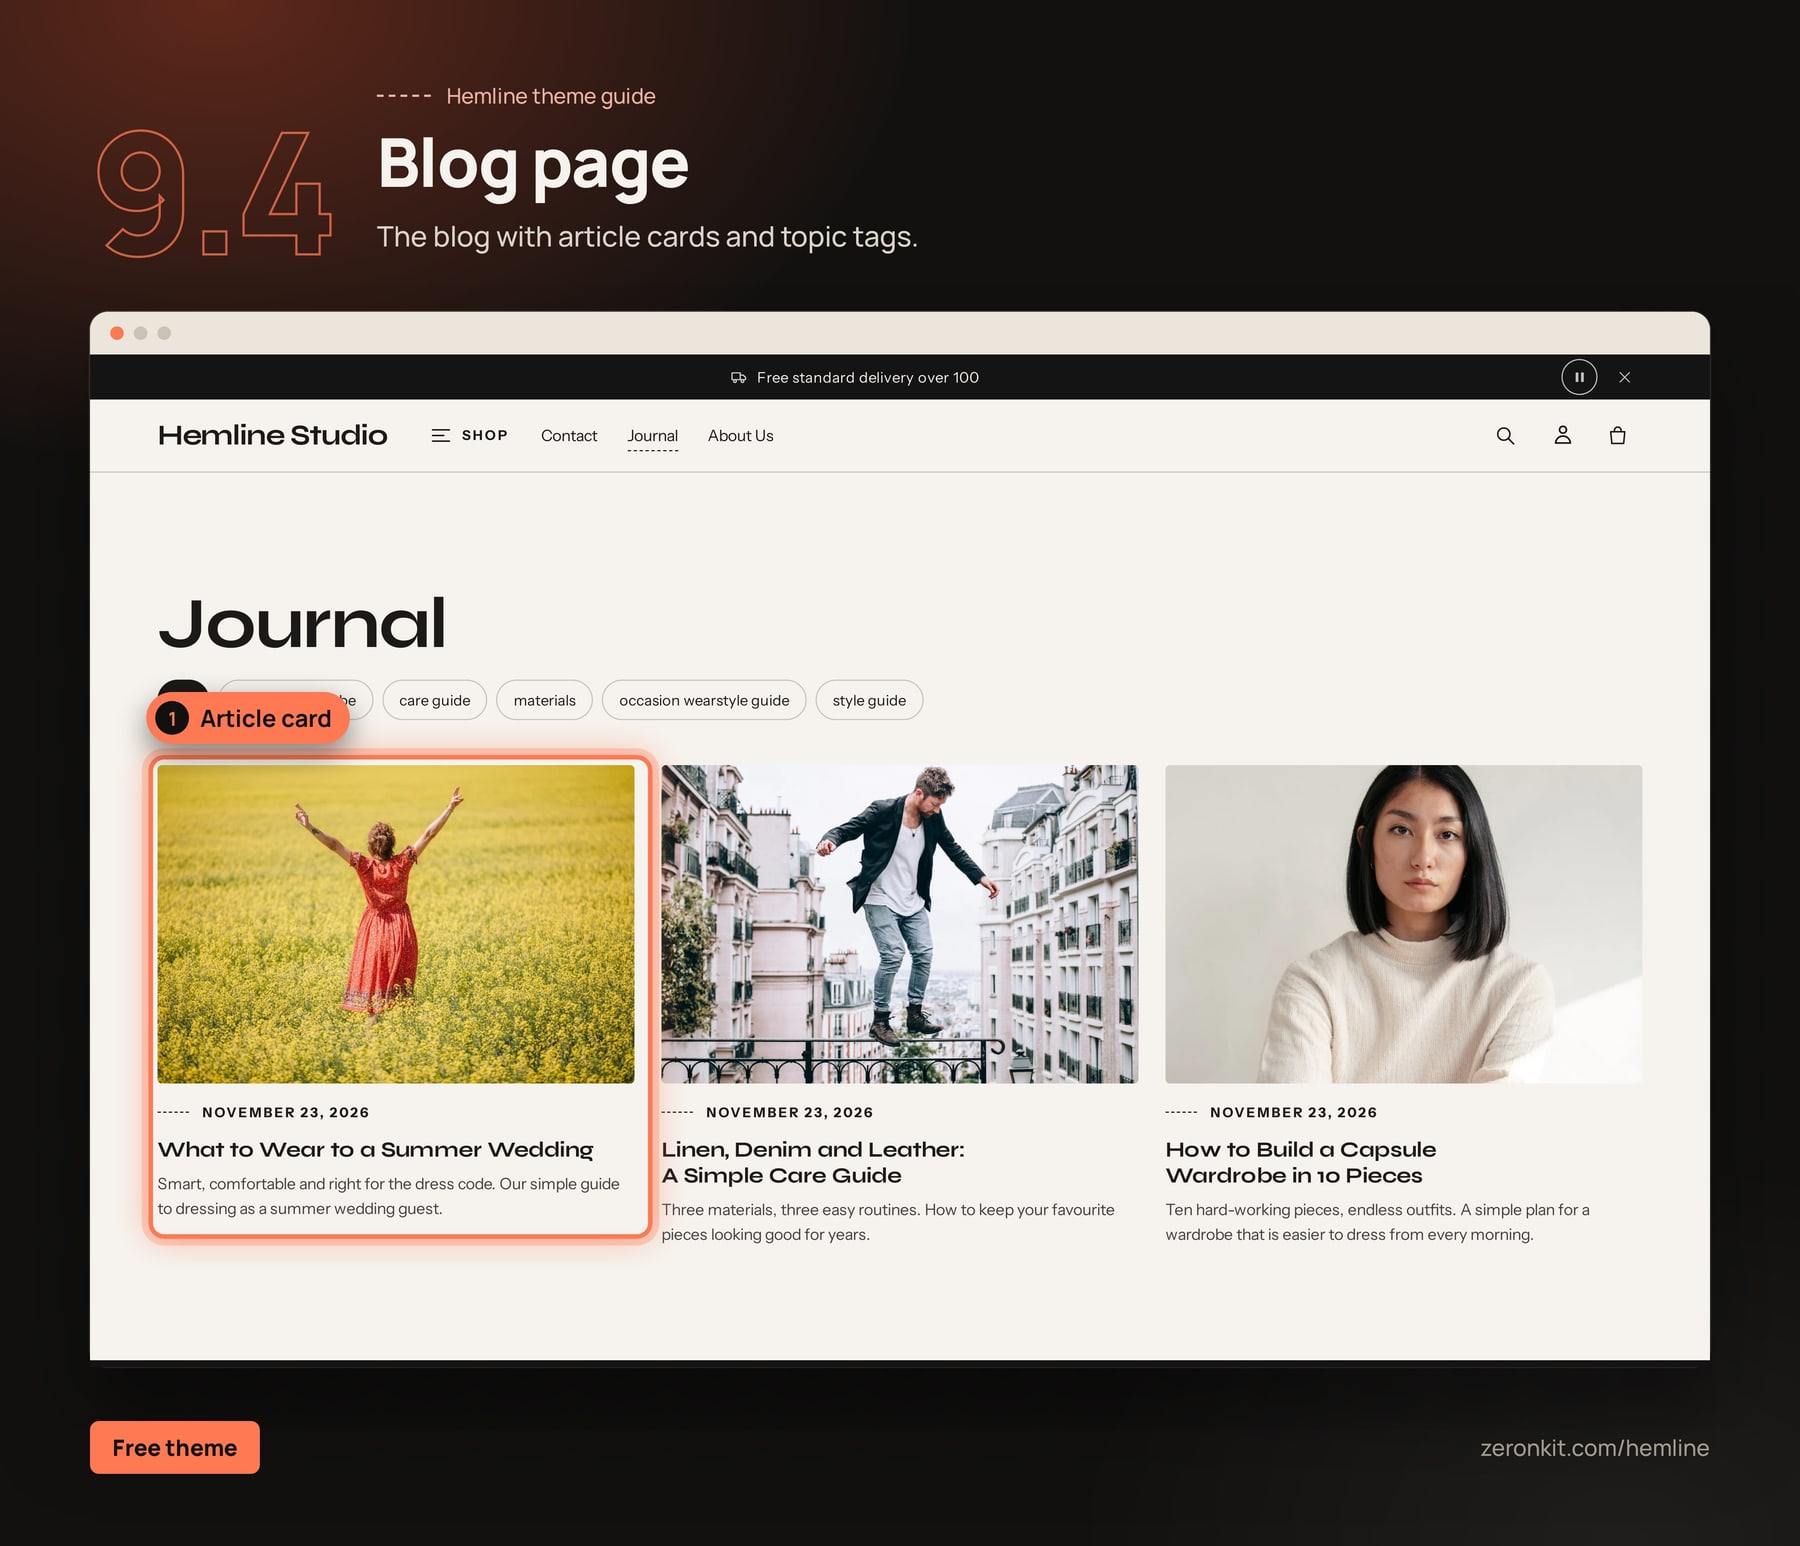 Hemline theme guide
9.4
Blog page
The blog with article cards and topic tags.
Free standard delivery over 100
Hemline Studio
SHOP
Contact
Journal
About Us
Journal
care guide
materials
occasion wearstyle guide
style guide
1 Article card
NOVEMBER 23, 2026
What to Wear to a Summer Wedding
Smart, comfortable and right for the dress code. Our simple guide
to dressing as a summer wedding guest.
NOVEMBER 23, 2026
Linen, Denim and Leather:
A Simple Care Guide
Three materials, three easy routines. How to keep your favourite
pieces looking good for years.
NOVEMBER 23, 2026
How to Build a Capsule
Wardrobe in 10 Pieces
Ten hard-working pieces, endless outfits. A simple plan for a
wardrobe that is easier to dress from every morning.
Free theme
zeronkit.com/hemline